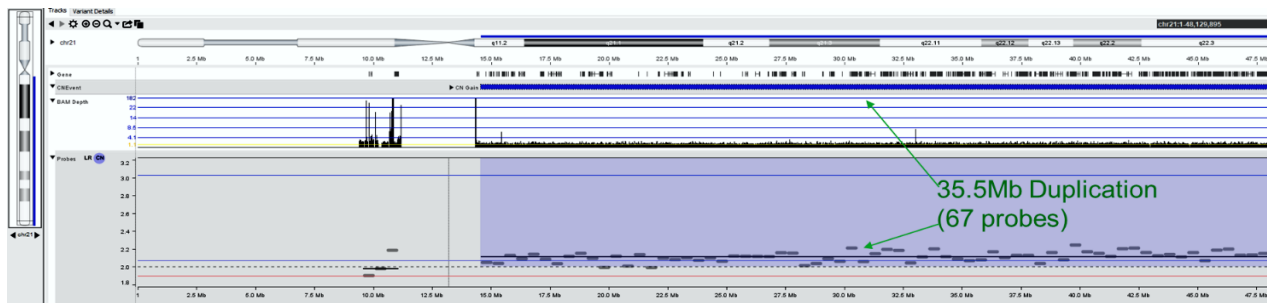 Tracks Variant Details
chr21:1-48,129,895
chr21
q11.2 q21.1 q21.2 q21.3 q22.11 q22.12 q22.13 q22.2 q22.3
1 2.5 Mb 5.0 Mb 7.5 Mb 10.0 Mb 12.5 Mb 15.0 Mb 17.5 Mb 20.0 Mb 22.5 Mb 25.0 Mb 27.5 Mb 30.0 Mb 32.5 Mb 35.0 Mb 37.5 Mb 40.0 Mb 42.5 Mb 45.0 Mb 47.5 M
Gene
CNEvent
CN Gain
BAM Depth
182
22
14
8.5
4.1
1.1
Probes LR CN
3.2
3.0
2.8
2.6
2.4
2.2
2.0
1.8
35.5Mb Duplication
(67 probes)
chr21
1 2.5 Mb 5.0 Mb 7.5 Mb 10.0 Mb 12.5 Mb 15.0 Mb 17.5 Mb 20.0 Mb 22.5 Mb 25.0 Mb 27.5 Mb 30.0 Mb 32.5 Mb 35.0 Mb 37.5 Mb 40.0 Mb 42.5 Mb 45.0 Mb 47.5 M